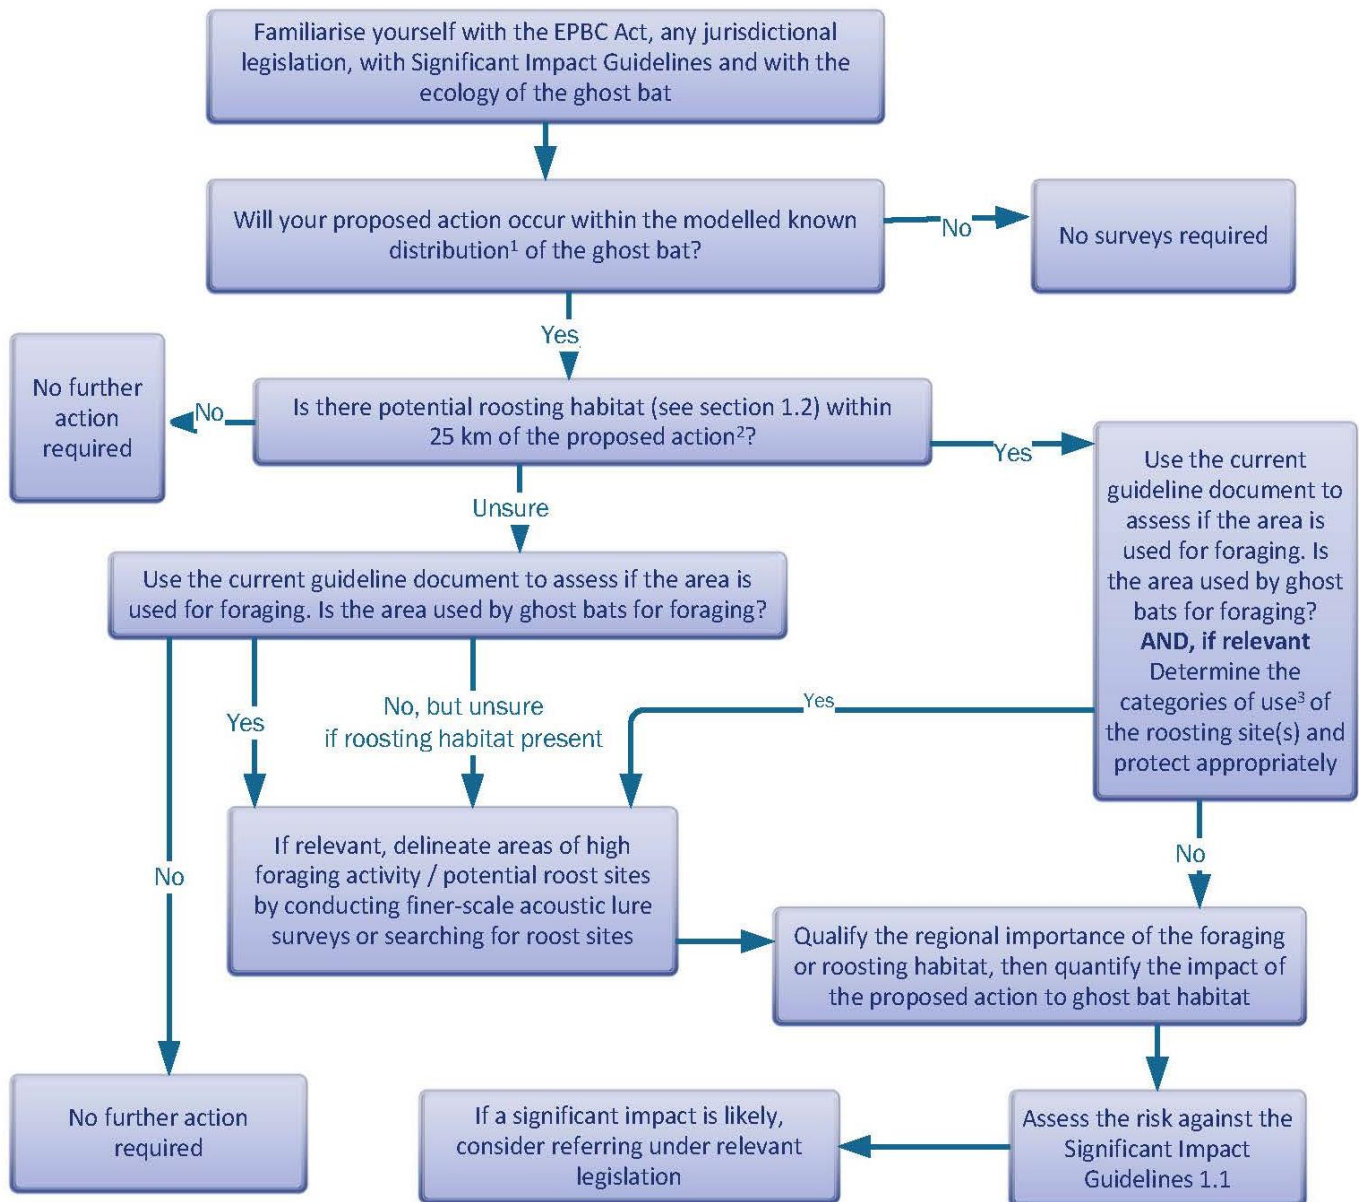 Familiarise yourself with the EPBC Act, any jurisdictional
legislation, with Significant Impact Guidelines and with the
ecology of the ghost bat
Will your proposed action occur within the modelled known
distribution¹ of the ghost bat?
No
No surveys required
Yes
No further
action
required
No
Is there potential roosting habitat (see section 1.2) within
25 km of the proposed action²?
Yes
Unsure
Use the current
guideline document to
assess if the area is
used for foraging. Is
the area used by ghost
bats for foraging?
AND, if relevant
Determine the
categories of use³ of
the roosting site(s) and
protect appropriately
Use the current guideline document to assess if the area is
used for foraging. Is the area used by ghost bats for foraging?
Yes
No, but unsure
if roosting habitat present
Yes
No
No
If relevant, delineate areas of high
foraging activity / potential roost sites
by conducting finer-scale acoustic lure
surveys or searching for roost sites
Qualify the regional importance of the foraging
or roosting habitat, then quantify the impact of
the proposed action to ghost bat habitat
No further action
required
If a significant impact is likely,
consider referring under relevant
legislation
Assess the risk against the
Significant Impact
Guidelines 1.1